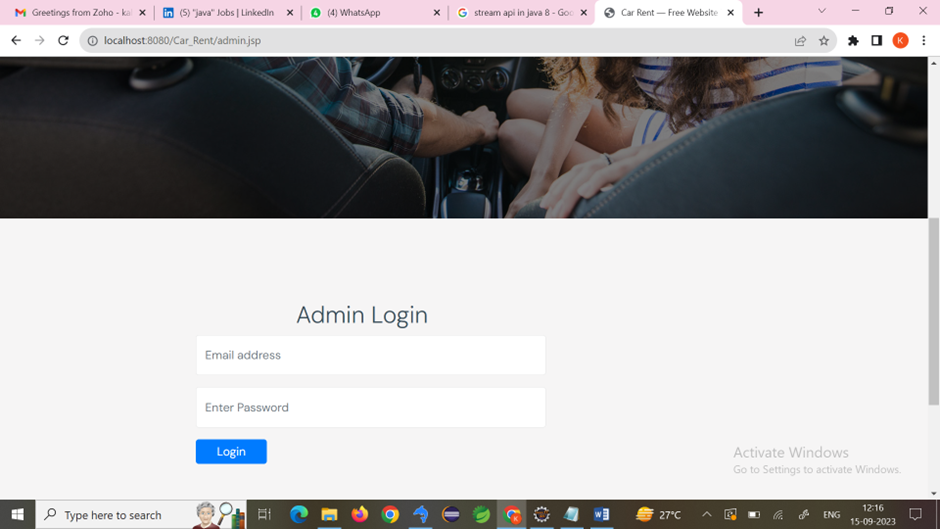 Greetings from Zoho - kal
(5) "java" Jobs | LinkedIn
(4) WhatsApp
stream api in java 8 - Goo
Car Rent — Free Website
localhost:8080/Car_Rent/admin.jsp
K
Admin Login
Email address
Enter Password
Login
Activate Windows
Go to Settings to activate Windows.
Type here to search
27°C
ENG
12:16
15-09-2023